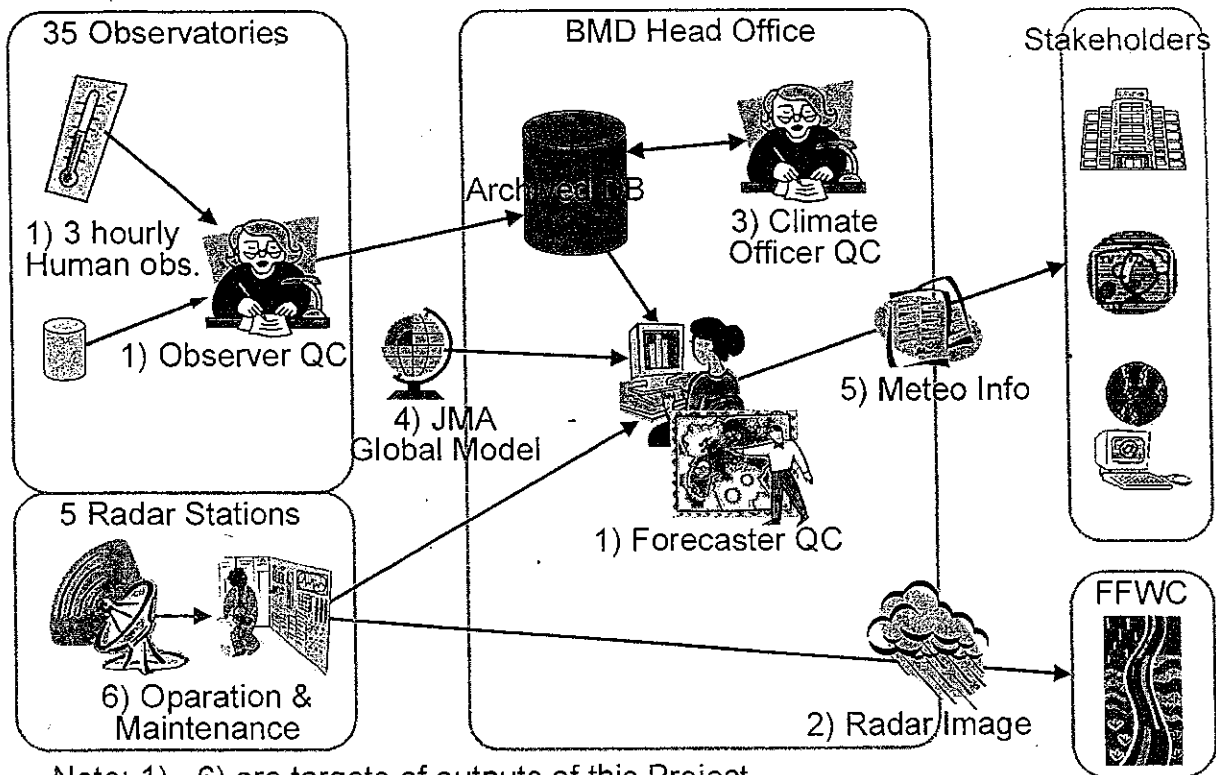 35 Observatories
1) 3 hourly
Human obs.
1) Observer QC
5 Radar Stations
6) Oparation &
Maintenance
BMD Head Office
Archived DB
3) Climate
Officer QC
4) JMA
Global Model
1) Forecaster QC
5) Meteo Info
2) Radar Image
Stakeholders
FFWC
Note: 1) - 6) are targets of outputs of this Project